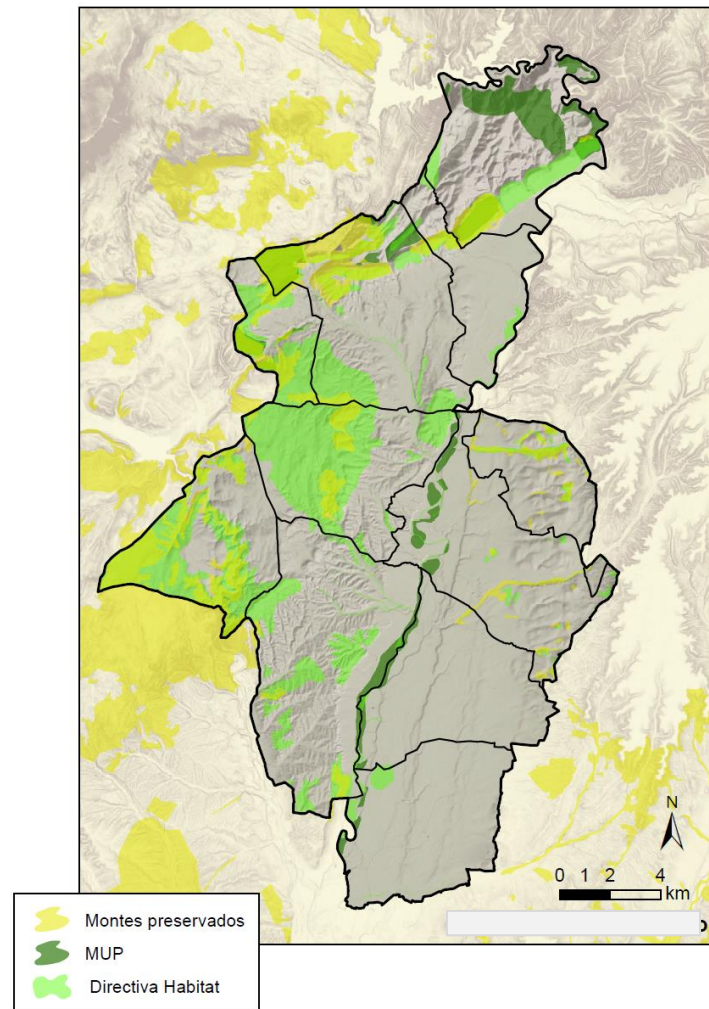 N
0 1 2 4
km
Montes preservados
MUP
Directiva Habitat